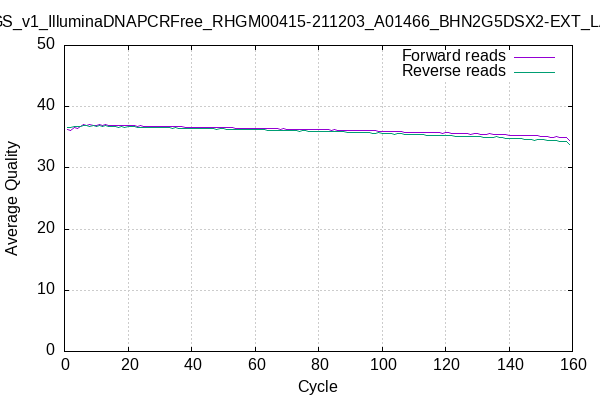 GS_v1_IlluminaDNAPCRFree_RHGM00415-211203_A01466_BHN2G5DSX2-EXT_L
Forward reads
Reverse reads
Average Quality
50
40
30
20
10
0
0 20 40 60 80 100 120 140 160
Cycle